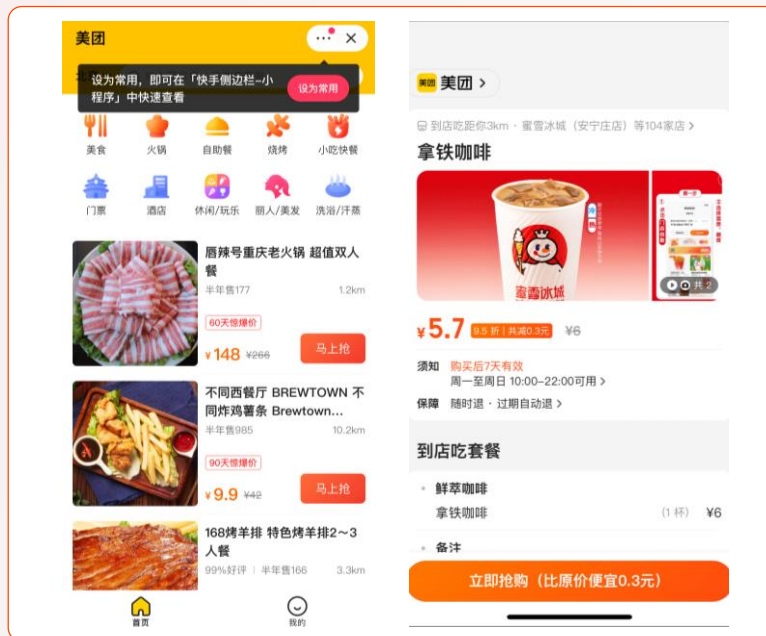 美团
设为常用，即可在「快手侧边栏-小
程序」中快速查看
设为常用
美食
火锅
自助餐
烧烤
小吃快餐
门票
酒店
休闲/玩乐
丽人/美发
洗浴/汗蒸
唇辣号重庆老火锅 超值双人
餐
半年售177
1.2km
60天惊爆价
¥148 ¥266
马上抢
不同西餐厅 BREWTOWN 不
同炸鸡薯条 Brewtown...
半年售985
10.2km
90天惊爆价
¥9.9 ¥42
马上抢
168烤羊排 特色烤羊排2～3
人餐
99%好评 | 半年售166
3.3km
首页
我的
美团 美团 >
到店吃距你3km · 蜜雪冰城（安宁庄店）等104家店 >
拿铁咖啡
蜜雪冰城
共 2
¥5.7 9.5 折 | 共减0.3元 ¥6
须知 购买后7天有效
周一至周日 10:00-22:00可用 >
保障 随时退 · 过期自动退 >
到店吃套餐
· 鲜萃咖啡
拿铁咖啡 (1 杯) ¥6
· 备注
立即抢购（比原价便宜0.3元）